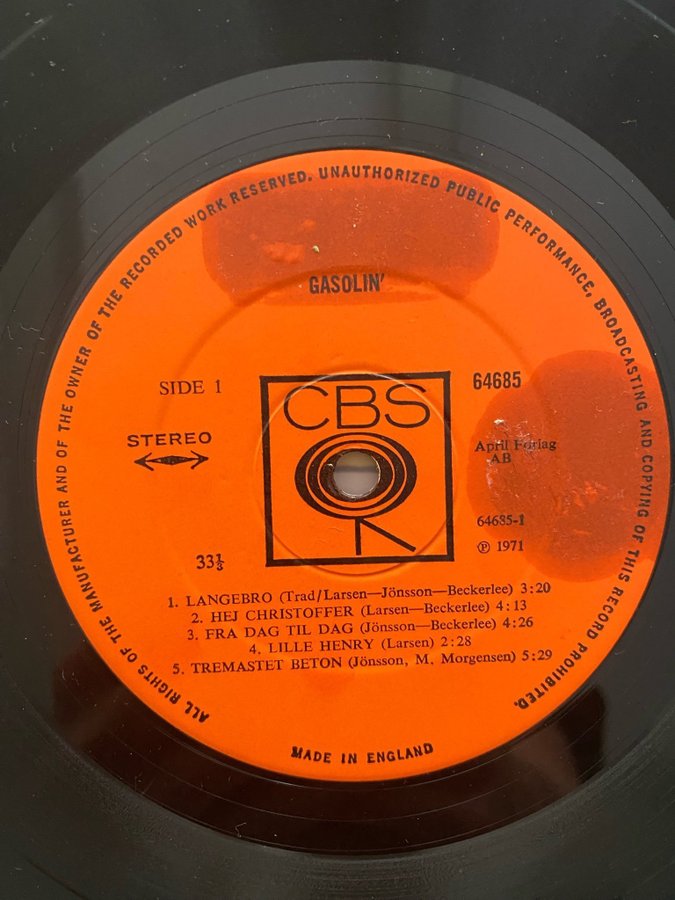 ALL RIGHTS OF THE MANUFACTURER AND OF THE OWNER OF THE RECORDED WORK RESERVED. UNAUTHORIZED PUBLIC PERFORMANCE, BROADCASTING AND COPYING OF THIS RECORD PROHIBITED.
GASOLIN'
SIDE 1
64685
CBS
STEREO
April Forlag
AB
64685-1
33⅓
℗ 1971
1. LANGEBRO (Trad/Larsen—Jönsson—Beckerlee) 3:20
2. HEJ CHRISTOFFER (Larsen—Beckerlee) 4:13
3. FRA DAG TIL DAG (Jönsson—Beckerlee) 4:26
4. LILLE HENRY (Larsen) 2:28
5. TREMASTET BETON (Jönsson, M. Morgensen) 5:29
MADE IN ENGLAND